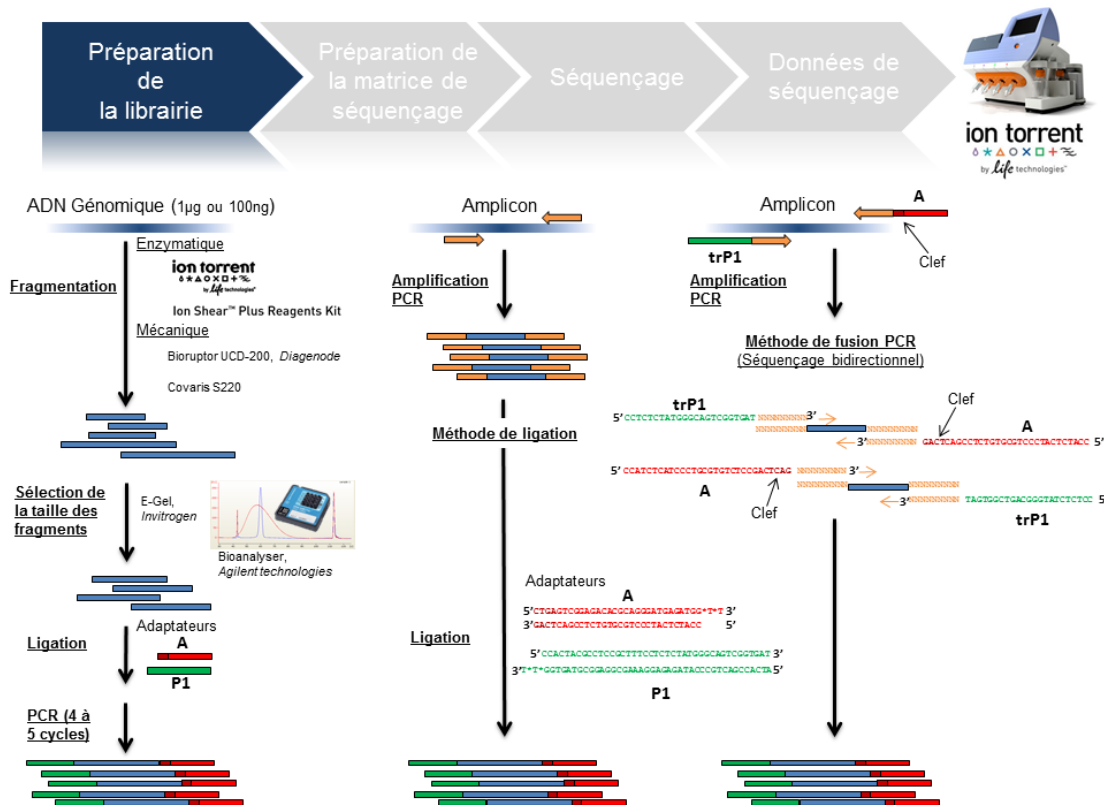 Préparation
de
la librairie
Préparation de
la matrice de
séquençage
Séquençage
Données de
séquençage
ion torrent
by life technologies™
ADN Génomique (1µg ou 100ng)
Enzymatique
Fragmentation
ion torrent
by life technologies™
Ion Shear™ Plus Reagents Kit
Mécanique
Bioruptor UCD-200, Diagenode
Covaris S220
Sélection de
la taille des
fragments
E-Gel,
Invitrogen
Bioanalyser,
Agilent technologies
Adaptateurs
Ligation
A
P1
PCR (4 à
5 cycles)
Amplicon
Amplification
PCR
Méthode de ligation
Adaptateurs
A
5’ CTGAGTCGGAGACACGCAGGGATGAGATGG*T*T 3’
3’ GACTCAGCCTCTGTGCGTCCCTACTCTACC 5’
Ligation
5’ CCACTACGCCTCCGCTTTCCTCTCTATGGGCAGTCGGTGAT 3’
3’ T*T*GGTGATGCGGAGGCGAAAGGAGAGATACCCGTCAGCCACTA 5’
P1
Amplicon
A
trP1
Clef
Amplification
PCR
Méthode de fusion PCR
(Séquençage bidirectionnel)
trP1
Clef
5’ CCTCTCTATGGGCAGTCGGTGAT 3’
A
3’ GACTCAGCCTCTGTGCGTCCCTACTCTACC 5’
5’ CCATCTCATCCCTGCGTGTCTCCGACTCAG 3’
A
Clef
3’ TAGTGGCTGACGGGTATCTCTCC 5’
trP1